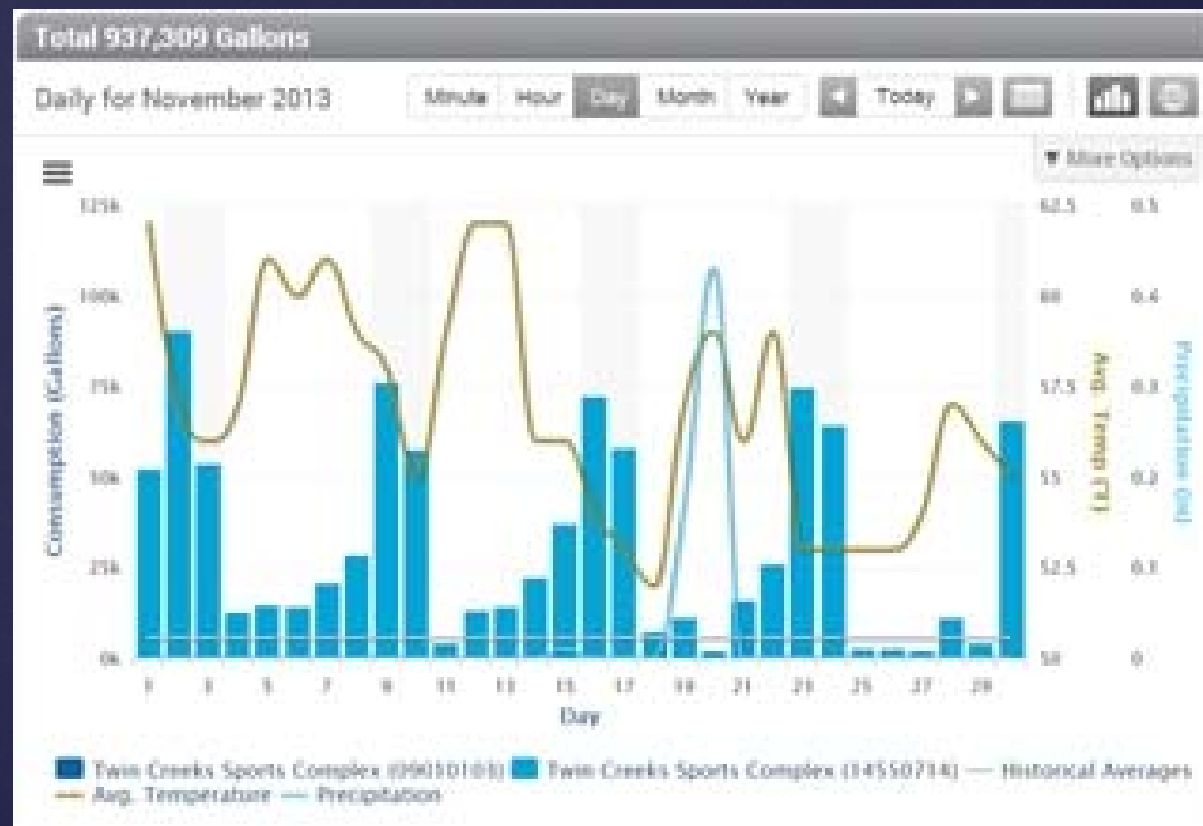 Total 937,309 Gallons
Daily for November 2013
Minute Hour Day Month Year Today
▼ More Options
125k 62.5 0.5
100k 60 0.4
75k 57.5 0.3
50k 55 0.2
25k 52.5 0.1
0k 50 0
Consumption (Gallons)
Avg. Temp (°F)
Precipitation (in)
1 3 5 7 9 11 13 15 17 19 21 23 25 27 29
Day
Twin Creeks Sports Complex Twin Creeks Sports Complex (14550714) Historical Averages
Avg. Temperature Precipitation